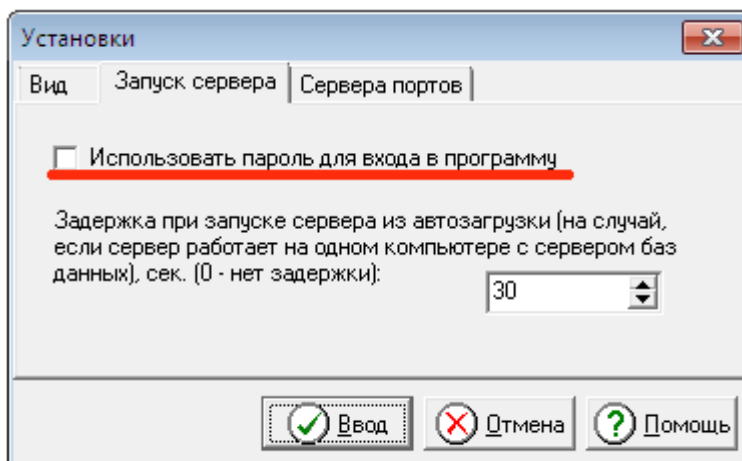 Установки
Вид Запуск сервера Сервера портов
Использовать пароль для входа в программу
Задержка при запуске сервера из автозагрузки (на случай,
если сервер работает на одном компьютере с сервером баз
данных), сек. (0 - нет задержки):
30
Ввод Отмена Помощь